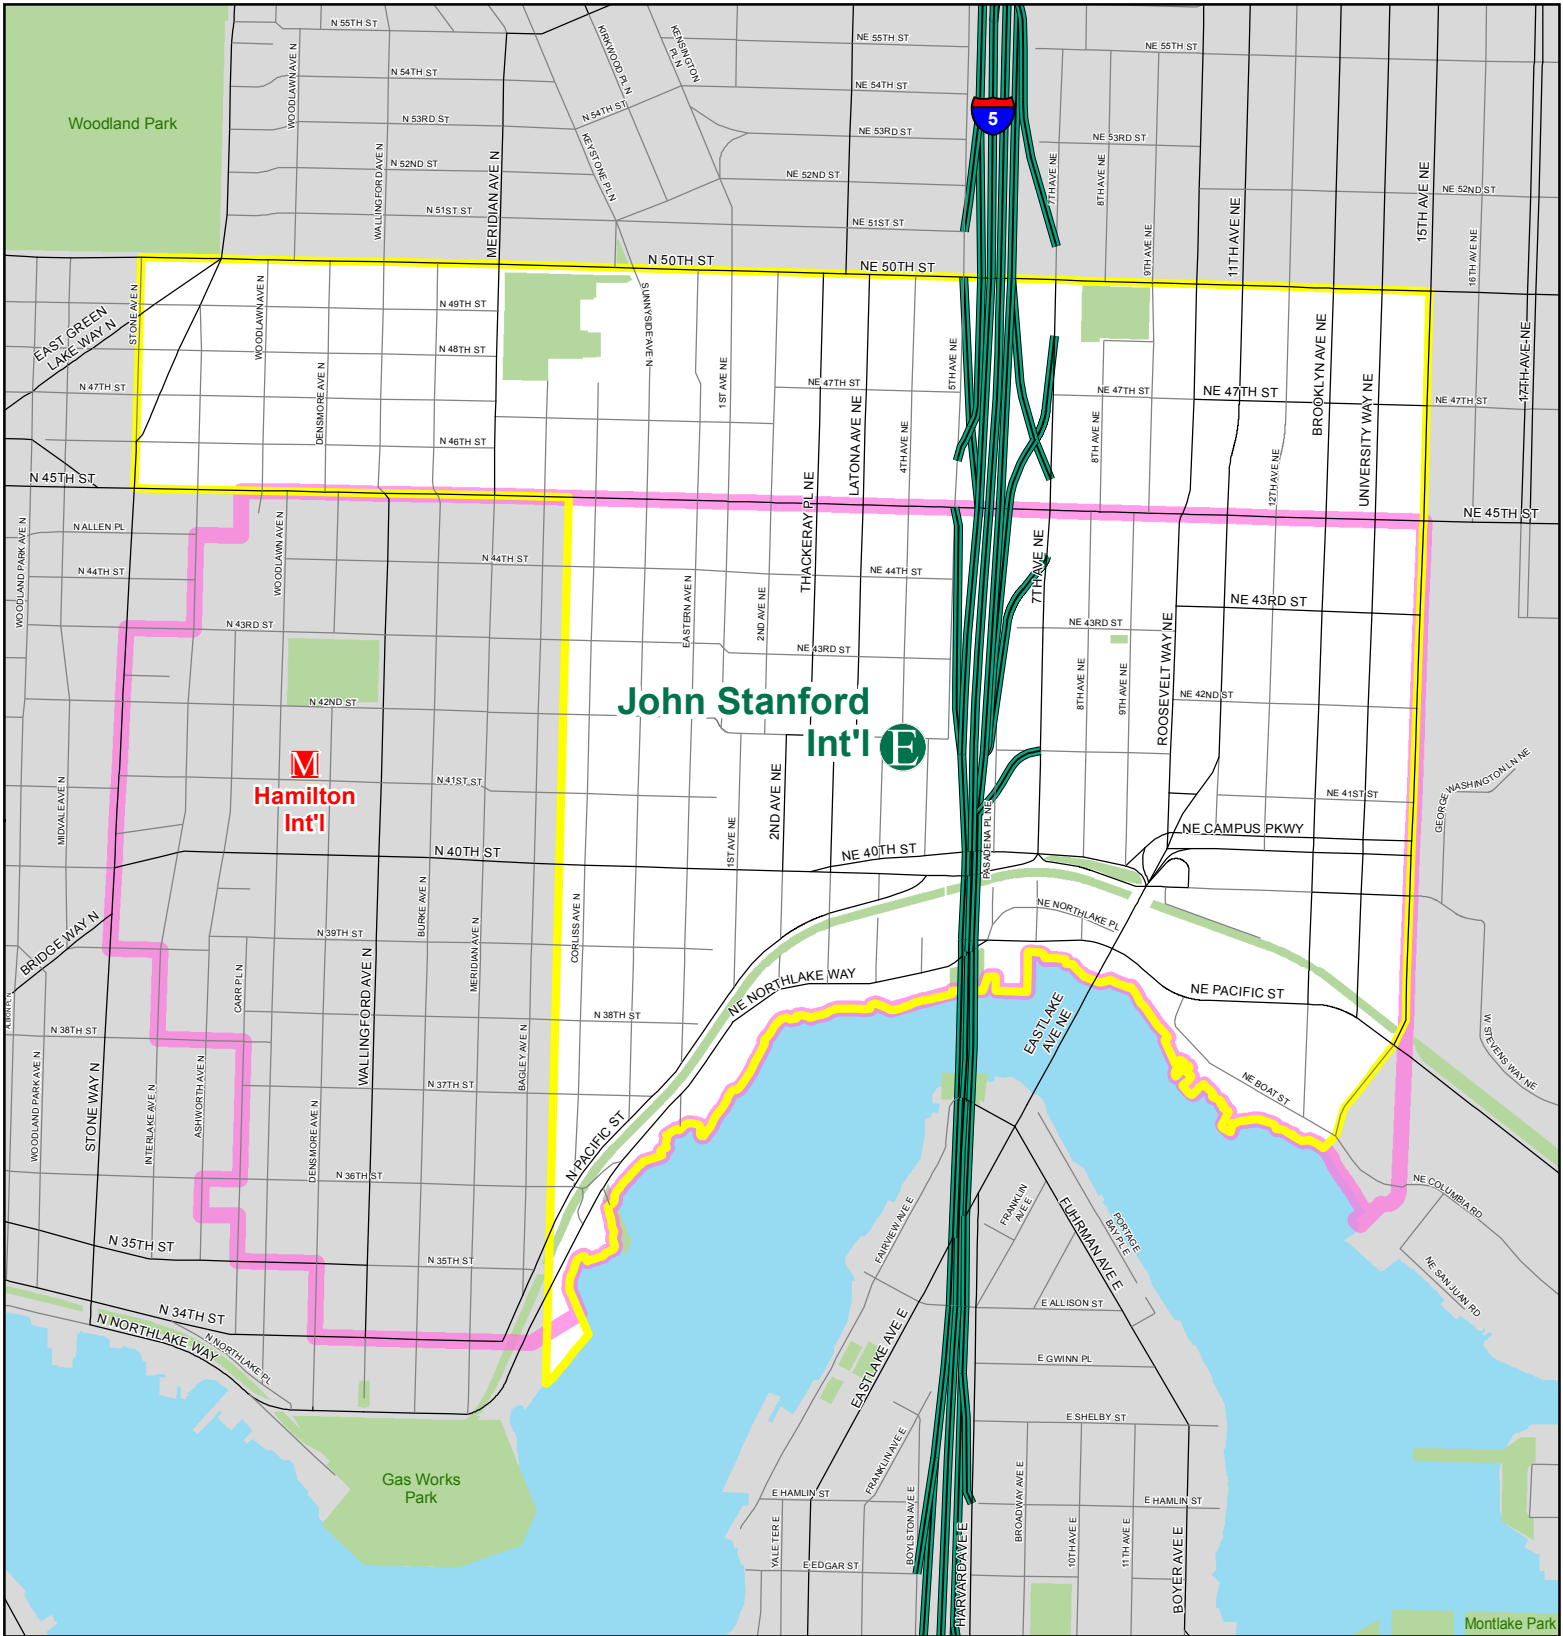 N 55TH ST
WOODLAWN AVE N
N 54TH ST
KIRKWOOD PL N
KENSINGTON
PL N
NE 55TH ST
NE 55TH ST
NE 54TH ST
N 54TH ST
5
Woodland Park
N 53RD ST
WALLINGFORD AVE N
KEYSTONE PL N
NE 53RD ST
NE 53RD ST
7TH AVE NE
8TH AVE NE
N 52ND ST
NE 52ND ST
NE 52ND ST
15TH AVE NE
MERIDIAN AVE N
N 51ST ST
NE 51ST ST
11TH AVE NE
9TH AVE NE
16TH AVE NE
N 50TH ST
NE 50TH ST
STONE AVE N
WOODLAWN AVE N
N 49TH ST
SUNNYSIDE AVE N
EAST GREEN
LAKE WAY N
N 48TH ST
5TH AVE NE
BROOKLYN AVE NE
17TH AVE NE
N 47TH ST
DENSMORE AVE N
1ST AVE NE
NE 47TH ST
NE 47TH ST
NE 47TH ST
NE 47TH ST
N 46TH ST
LATONA AVE NE
4TH AVE NE
8TH AVE NE
UNIVERSITY WAY NE
12TH AVE NE
N 45TH ST
THACKERAY PL NE
NE 45TH ST
WOODLAND PARK AVE N
N ALLEN PL
WOODLAWN AVE N
N 44TH ST
N 44TH ST
NE 44TH ST
7TH AVE NE
EASTERN AVE N
2ND AVE NE
NE 43RD ST
N 43RD ST
NE 43RD ST
NE 43RD ST
ROOSEVELT WAY NE
8TH AVE NE
9TH AVE NE
N 42ND ST
NE 42ND ST
John Stanford
Int'l E
M
Hamilton
Int'l
MIDVALE AVE N
N 41ST ST
2ND AVE NE
1ST AVE NE
PASADENA PL NE
NE 41ST ST
GEORGE WASHINGTON LN NE
NE CAMPUS PKWY
N 40TH ST
NE 40TH ST
BRIDGE WAY N
BURKE AVE N
MERIDIAN AVE N
CORLISS AVE N
NE NORTHLAKE PL
N 39TH ST
CARR PL N
WALLINGFORD AVE N
NE NORTHLAKE WAY
NE PACIFIC ST
EASTLAKE
AVE NE
N 38TH ST
N 38TH ST
W STEVENS WAY NE
WOODLAND PARK AVE N
STONE WAY N
INTERLAKE AVE N
ASHWORTH AVE N
BAGLEY AVE N
N 37TH ST
NE BOAT ST
DENSMORE AVE N
N PACIFIC ST
N 36TH ST
NE COLUMBIA RD
FAIRVIEW AVE E
FRANKLIN
AVE E
FUHRMAN AVE E
PORTAGE
BAY PL E
N 35TH ST
N 35TH ST
NE SAN JUAN RD
N 34TH ST
N NORTHLAKE WAY
N NORTHLAKE PL
E ALLISON ST
EASTLAKE AVE E
E GWINN PL
E SHELBY ST
FRANKLIN AVE E
Gas Works
Park
E HAMLIN ST
E HAMLIN ST
YALE TER E
BOYLSTON AVE E
HARVARD AVE E
BROADWAY AVE E
10TH AVE E
11TH AVE E
BOYER AVE E
E EDGAR ST
Montlake Park